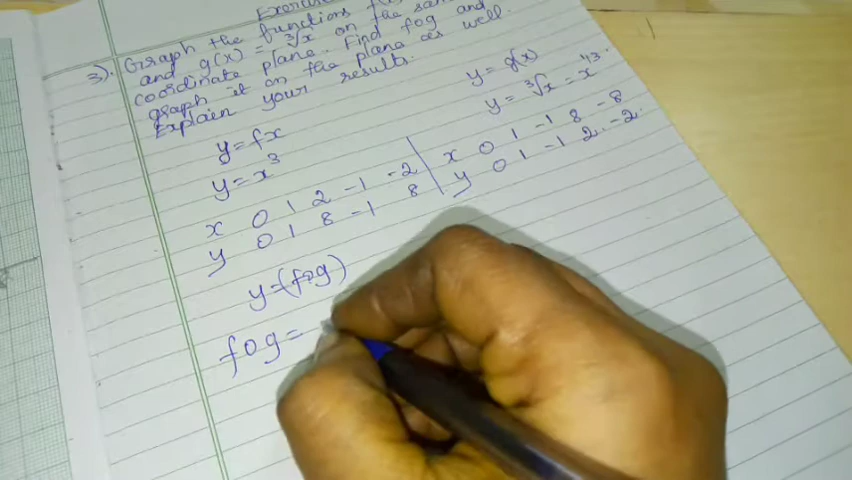 Exercise
3). Graph the functions
and g(x) = ∛x on the same
coordinate plane. Find fog and
graph it on the plane as well.
Explain your results.
y = fx
y = x³
x 0 1 2 -1 -2
y 0 1 8 -1 8
y = g(x)
y = ∛x = x^1/3
x 0 1 -1 8 -8
y 0 1 -1 2 -2
y = (fog)
fog =